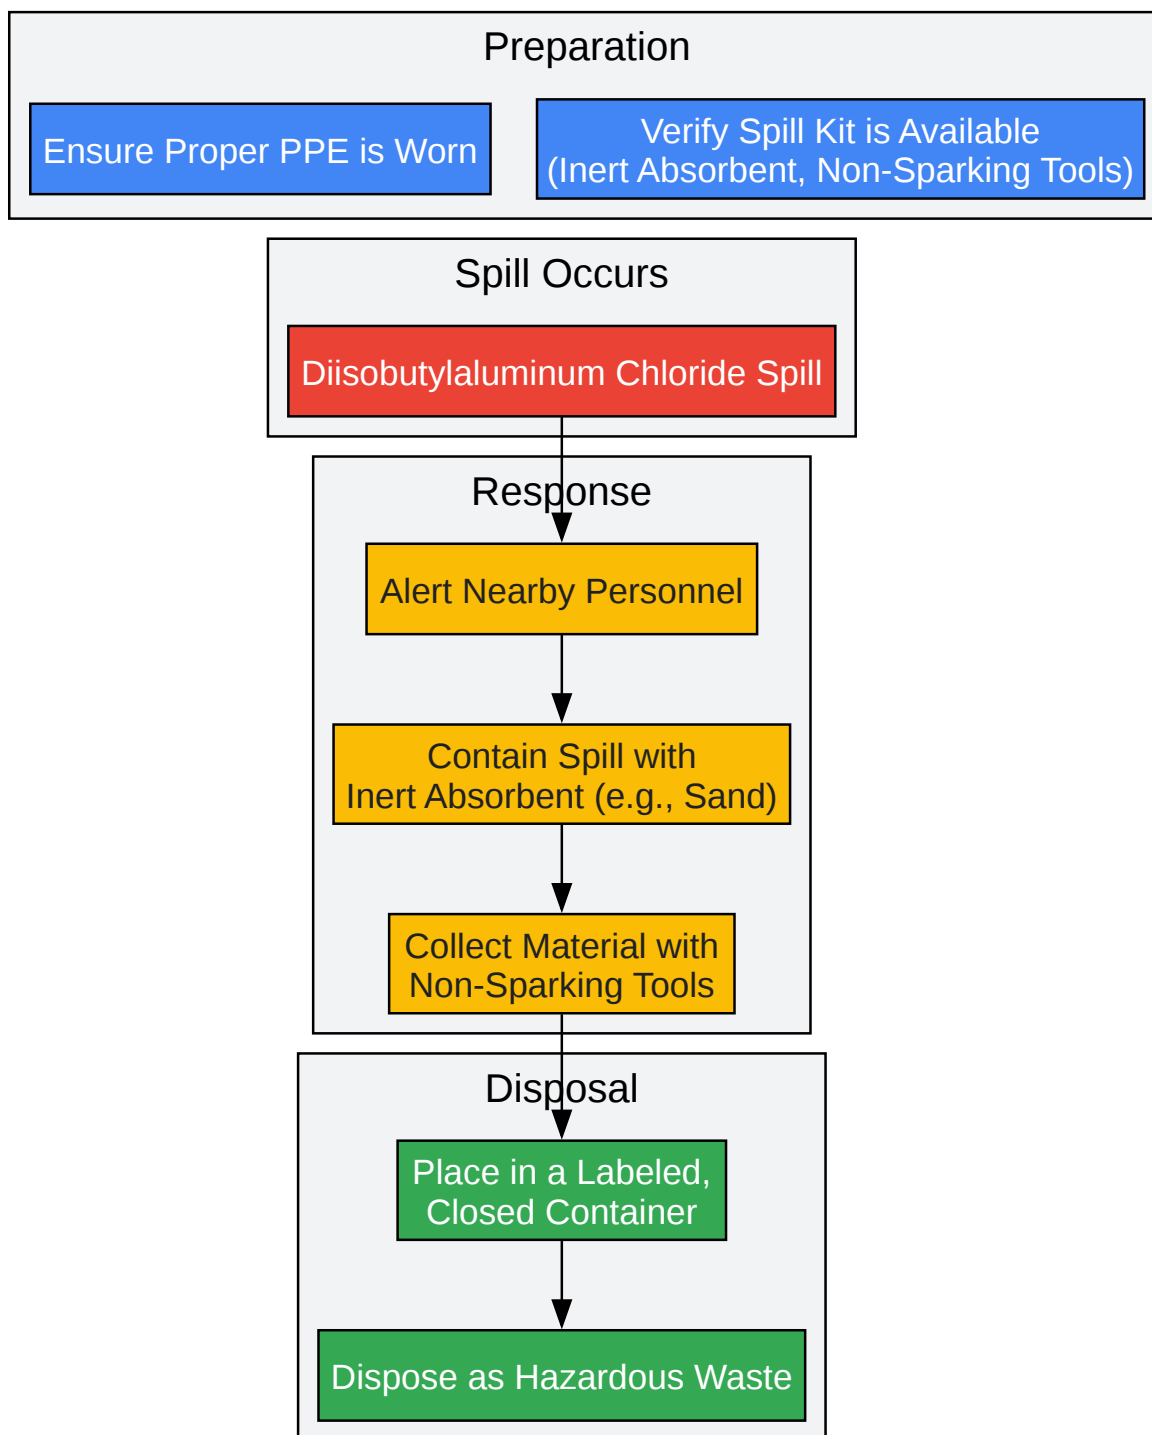 Preparation
Ensure Proper PPE is Worn
Verify Spill Kit is Available
(Inert Absorbent, Non-Sparking Tools)
Spill Occurs
Diisobutylaluminum Chloride Spill
Response
Alert Nearby Personnel
Contain Spill with
Inert Absorbent (e.g., Sand)
Collect Material with
Non-Sparking Tools
Disposal
Place in a Labeled,
Closed Container
Dispose as Hazardous Waste